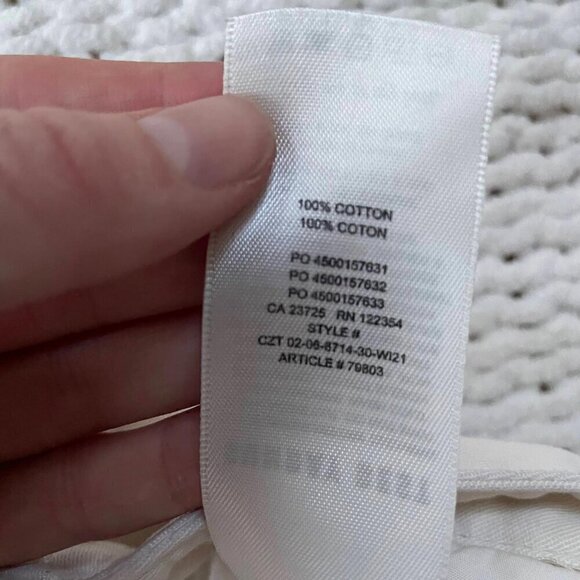 100% COTTON
100% COTON
PO 4500157631
PO 4500157632
PO 4500157633
CA 23725 RN 122354
STYLE #
CZT 02-06-6714-30-WI21
ARTICLE # 79803